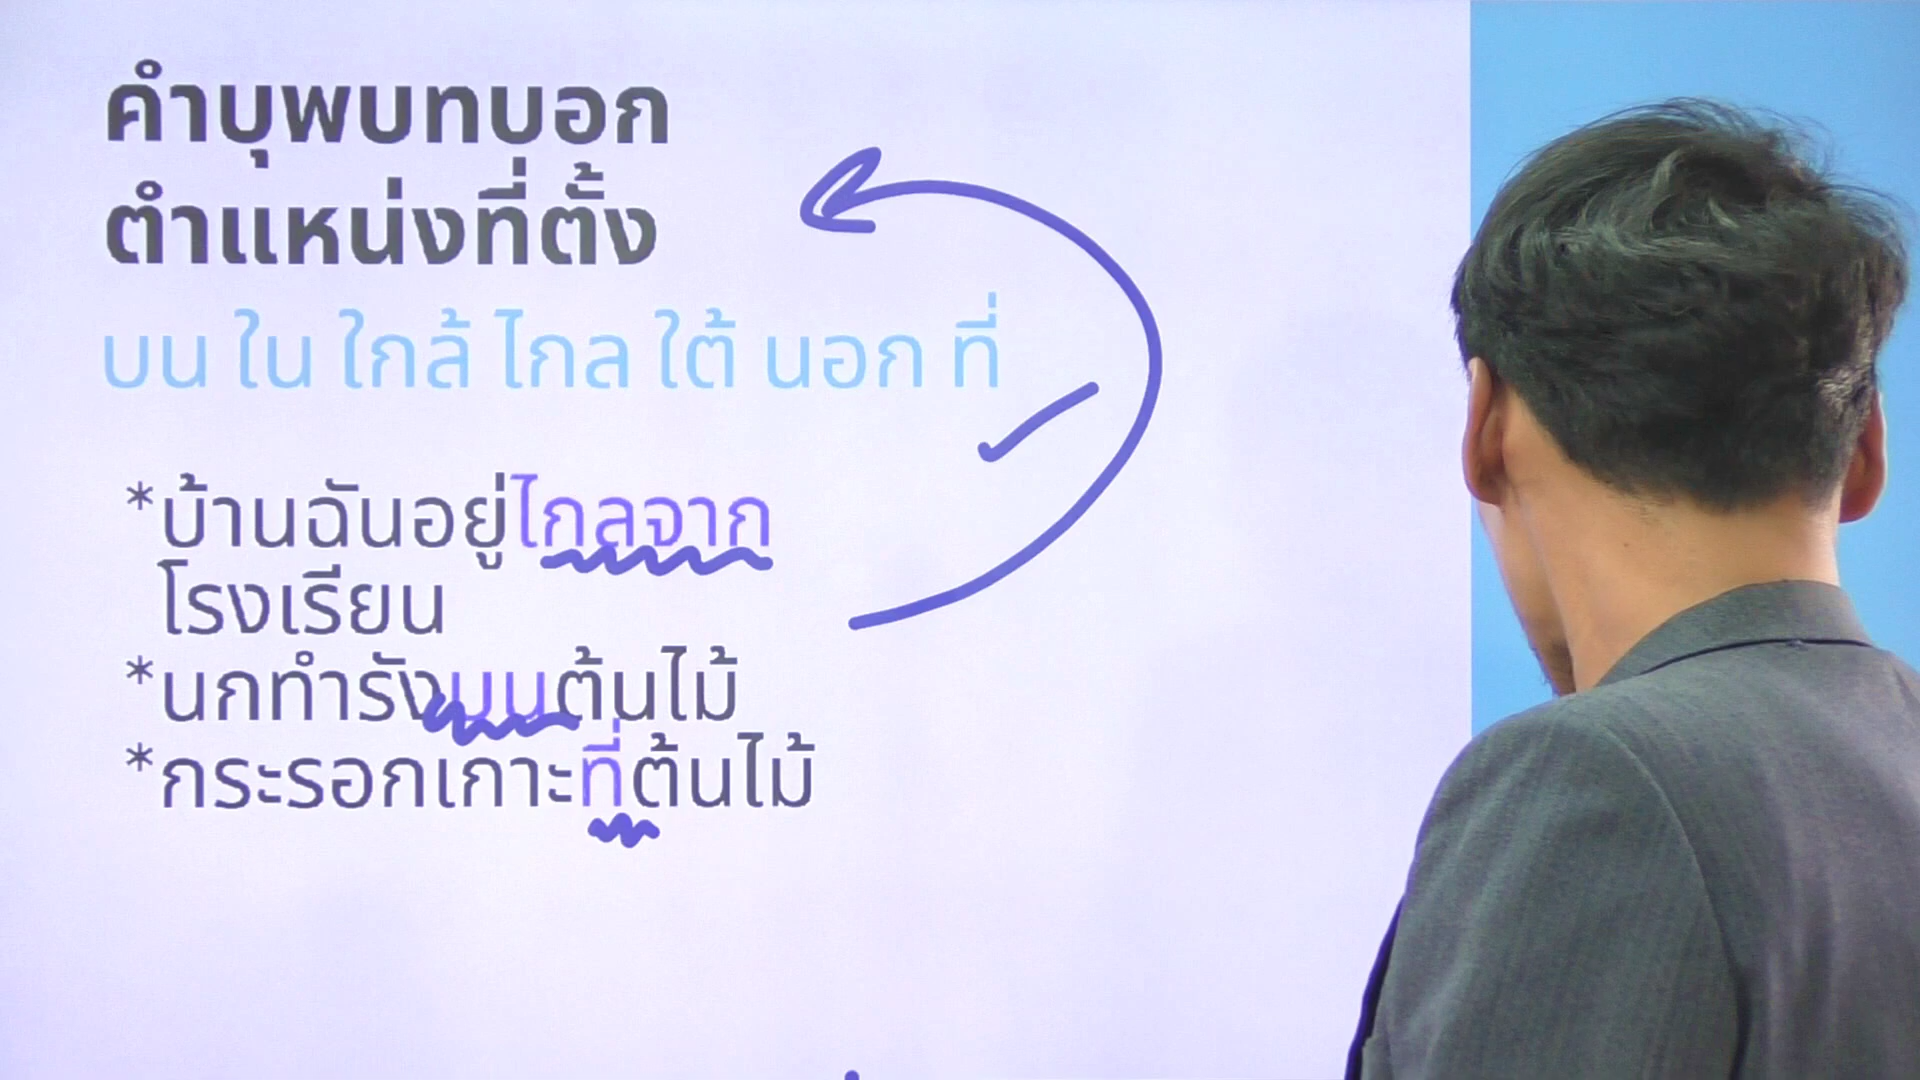 คำบุพบทบอก
ตำแหน่งที่ตั้ง
บน ใน ใกล้ ไกล ใต้ นอก ที่
*บ้านฉันอยู่ไกลจาก
โรงเรียน
*นกทำรังบนต้นไม้
*กระรอกเกาะที่ต้นไม้